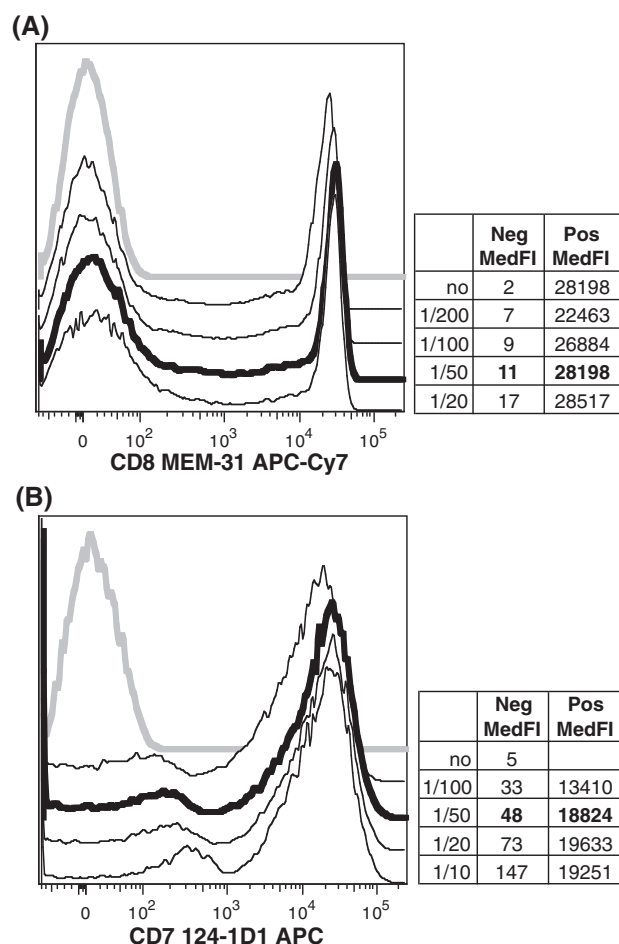 (A)
Neg MedFI Pos MedFI
no 2 28198
1/200 7 22463
1/100 9 26884
1/50 11 28198
1/20 17 28517
0 10² 10³ 10⁴ 10⁵
CD8 MEM-31 APC-Cy7
(B)
Neg MedFI Pos MedFI
no 5
1/100 33 13410
1/50 48 18824
1/20 73 19633
1/10 147 19251
0 10² 10³ 10⁴ 10⁵
CD7 124-1D1 APC